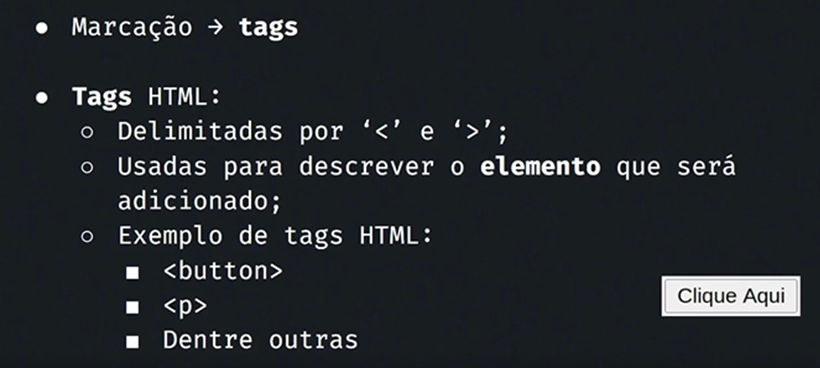 ● Marcação → tags
● Tags HTML:
○ Delimitadas por ‘<’ e ‘>’;
○ Usadas para descrever o elemento que será
adicionado;
○ Exemplo de tags HTML:
■ <button>
■ <p>
■ Dentre outras
Clique Aqui